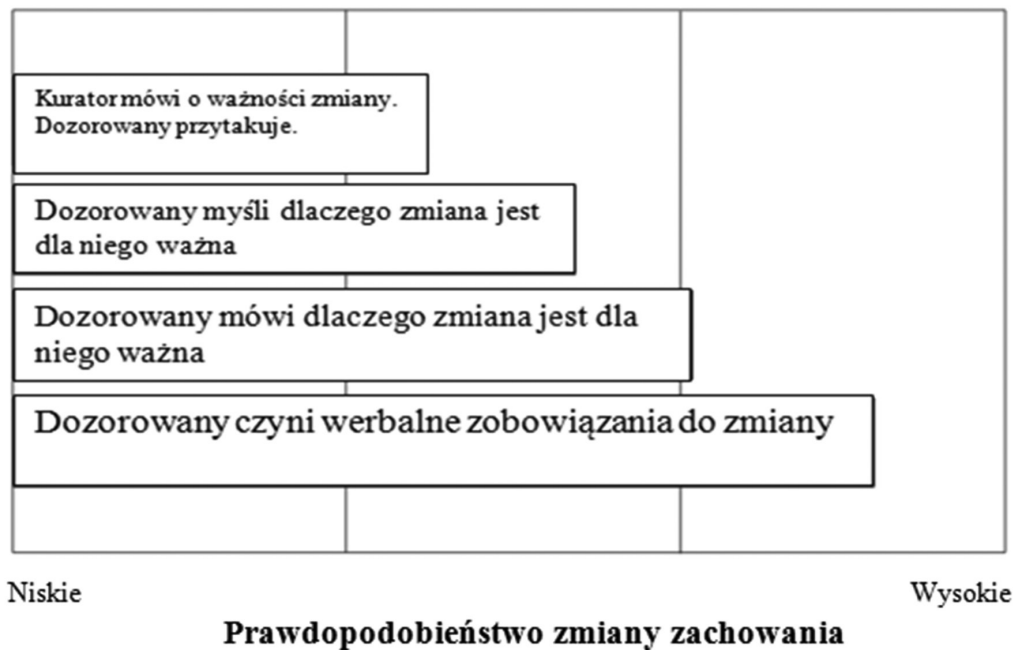 Kurator mówi o ważności zmiany.
Dozorowany przytakuje.
Dozorowany myśli dlaczego zmiana jest
dla niego ważna
Dozorowany mówi dlaczego zmiana jest dla
niego ważna
Dozorowany czyni werbalne zobowiązania do zmiany
Niskie
Wysokie
Prawdopodobieństwo zmiany zachowania